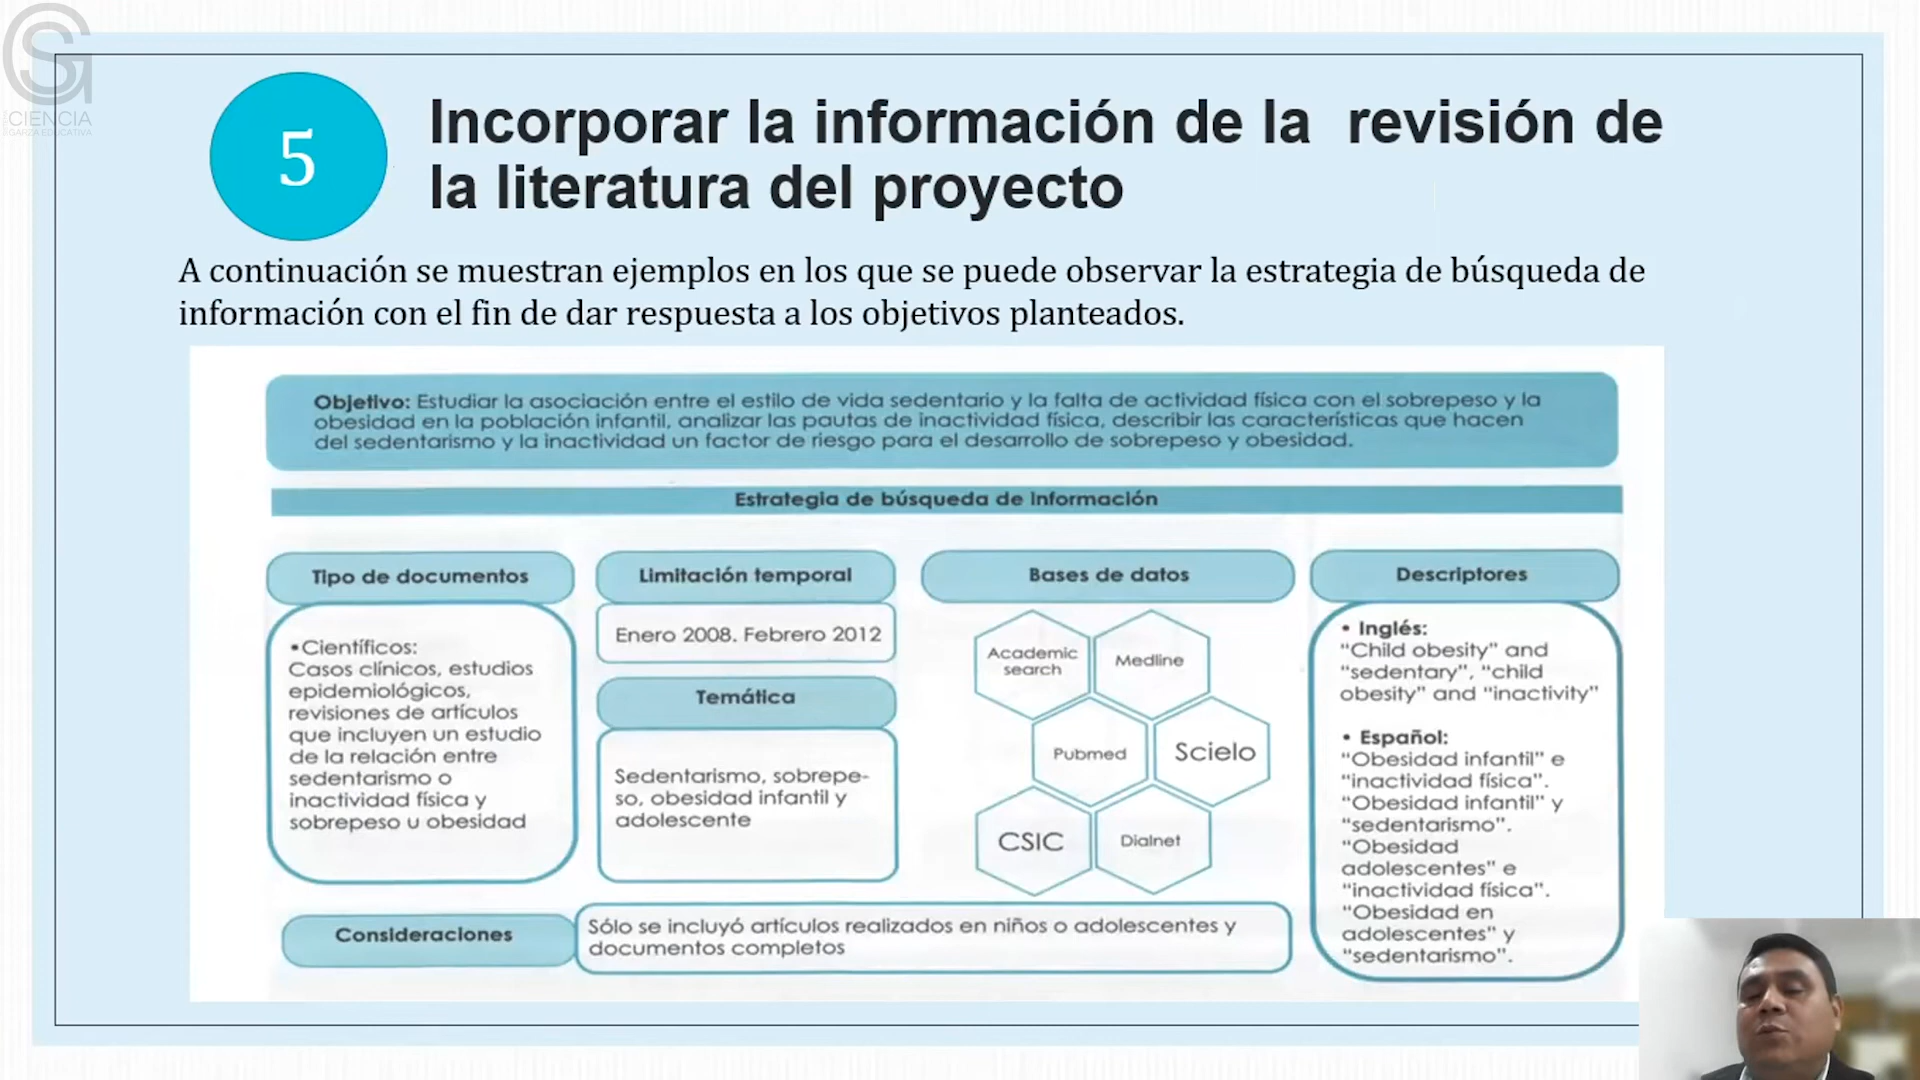 CIENCIA
GARZA EDUCATIVA
5
Incorporar la información de la revisión de
la literatura del proyecto
A continuación se muestran ejemplos en los que se puede observar la estrategia de búsqueda de
información con el fin de dar respuesta a los objetivos planteados.
Objetivo: Estudiar la asociación entre el estilo de vida sedentario y la falta de actividad física con el sobrepeso y la
obesidad en la población infantil, analizar las pautas de inactividad física, describir las características que hacen
del sedentarismo y la inactividad un factor de riesgo para el desarrollo de sobrepeso y obesidad.
Estrategia de búsqueda de información
Tipo de documentos
•Científicos:
Casos clínicos, estudios
epidemiológicos,
revisiones de artículos
que incluyen un estudio
de la relación entre
sedentarismo o
inactividad física y
sobrepeso u obesidad
Limitación temporal
Enero 2008. Febrero 2012
Temática
Sedentarismo, sobrepe-
so, obesidad infantil y
adolescente
Bases de datos
Academic
search
Medline
Pubmed
Scielo
CSIC
Dialnet
Descriptores
• Inglés:
“Child obesity” and
“sedentary”, “child
obesity” and “inactivity”
• Español:
“Obesidad infantil” e
“inactividad física”.
“Obesidad infantil” y
“sedentarismo”.
“Obesidad
adolescentes” e
“inactividad física”.
“Obesidad en
adolescentes” y
“sedentarismo”.
Consideraciones
Sólo se incluyó artículos realizados en niños o adolescentes y
documentos completos